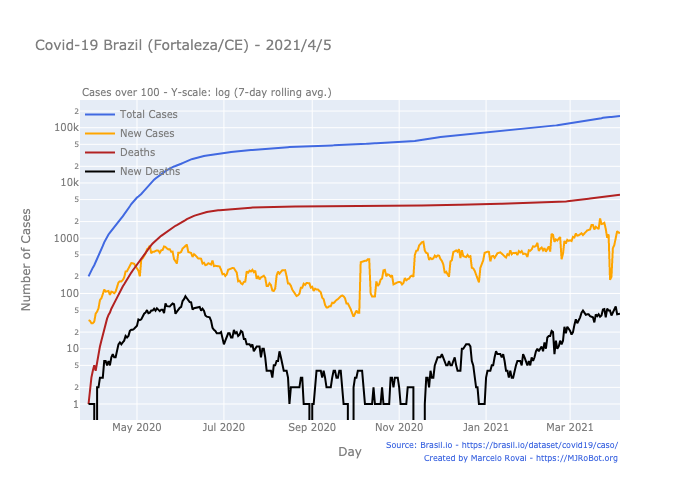 Covid-19 Brazil (Fortaleza/CE) - 2021/4/5
Cases over 100 - Y-scale: log (7-day rolling avg.)
Total Cases
New Cases
Deaths
New Deaths
Number of Cases
2
100k
5
2
10k
5
2
1000
5
2
100
5
2
10
5
2
1
May 2020
Jul 2020
Sep 2020
Nov 2020
Jan 2021
Mar 2021
Day
Source: Brasil.io - https://brasil.io/dataset/covid19/caso/
Created by Marcelo Rovai - https://MJRoBot.org